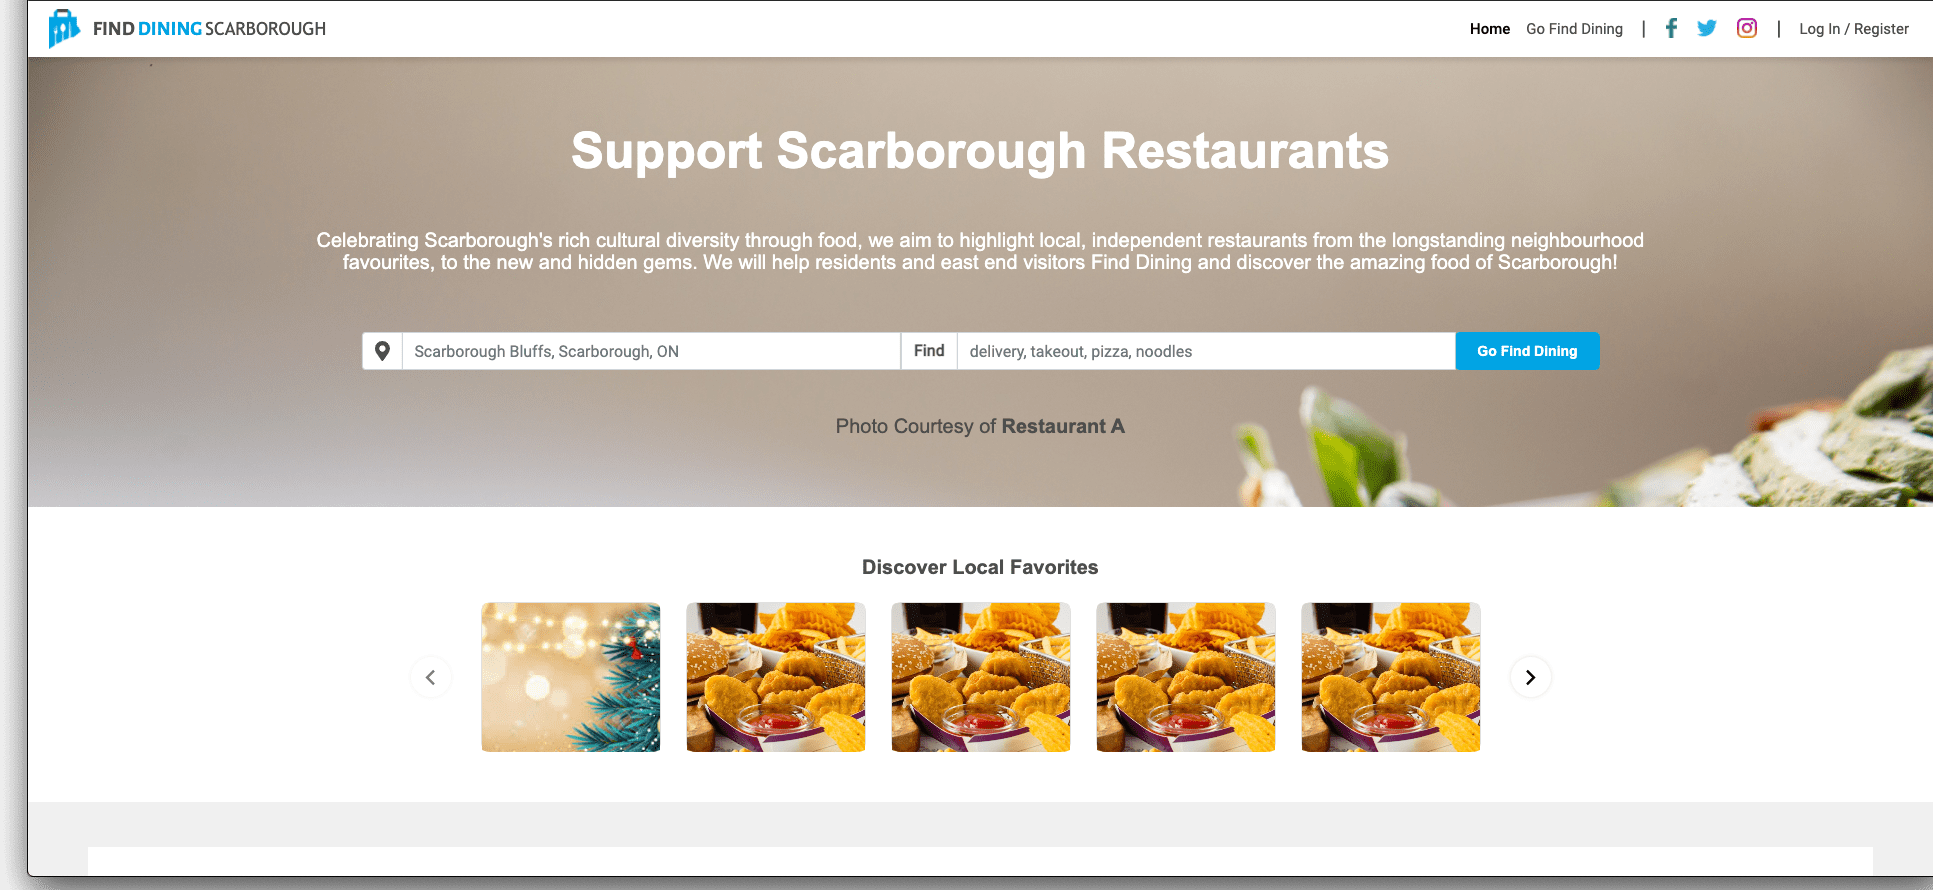 FIND DINING SCARBOROUGH
Home
Go Find Dining
Log In / Register
Support Scarborough Restaurants
Celebrating Scarborough's rich cultural diversity through food, we aim to highlight local, independent restaurants from the longstanding neighbourhood
favourites, to the new and hidden gems. We will help residents and east end visitors Find Dining and discover the amazing food of Scarborough!
Scarborough Bluffs, Scarborough, ON
Find
delivery, takeout, pizza, noodles
Go Find Dining
Photo Courtesy of Restaurant A
Discover Local Favorites